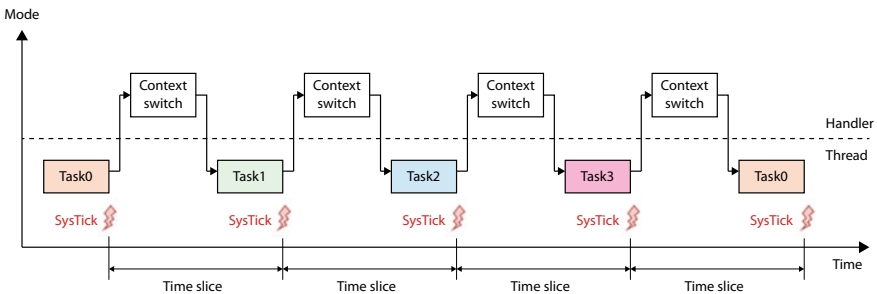 Mode
Context
switch
Context
switch
Context
switch
Context
switch
Handler
Thread
Task0
Task1
Task2
Task3
Task0
SysTick
SysTick
SysTick
SysTick
SysTick
Time
Time slice
Time slice
Time slice
Time slice